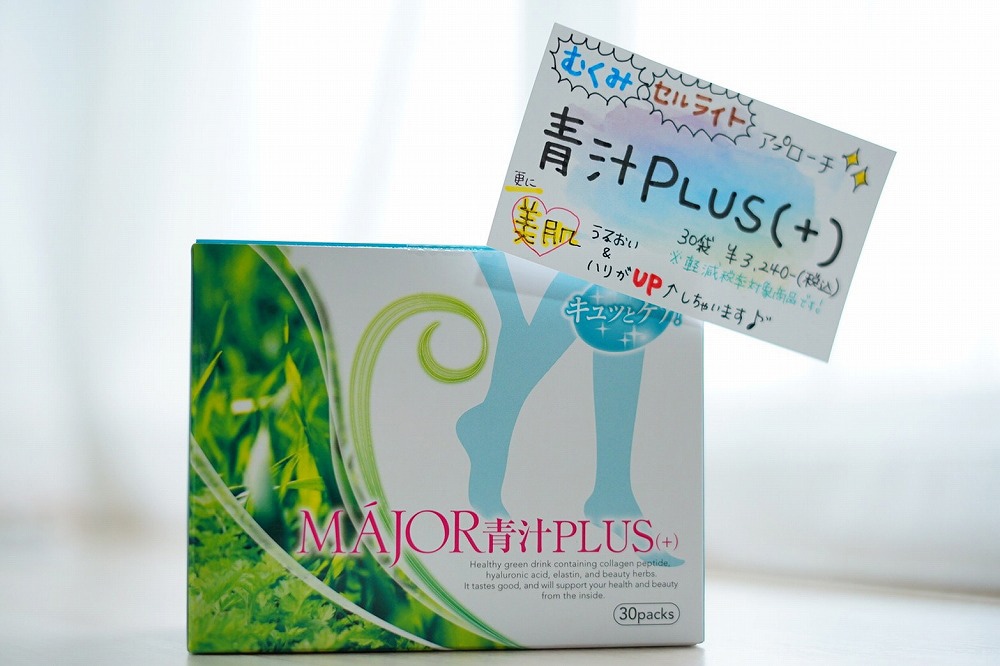 むくみ セルライト
アプローチ
青汁PLUS(+)
更に
美肌
うるおい
&
ハリがUP↑しちゃいます♪
30袋 ¥3,240-(税込)
※軽減税率対象商品です!
キュッとケア
MÁJOR青汁PLUS(+)
Healthy green drink containing collagen peptide,
hyaluronic acid, elastin, and beauty herbs.
It tastes good, and will support your health and beauty
from the inside.
30packs